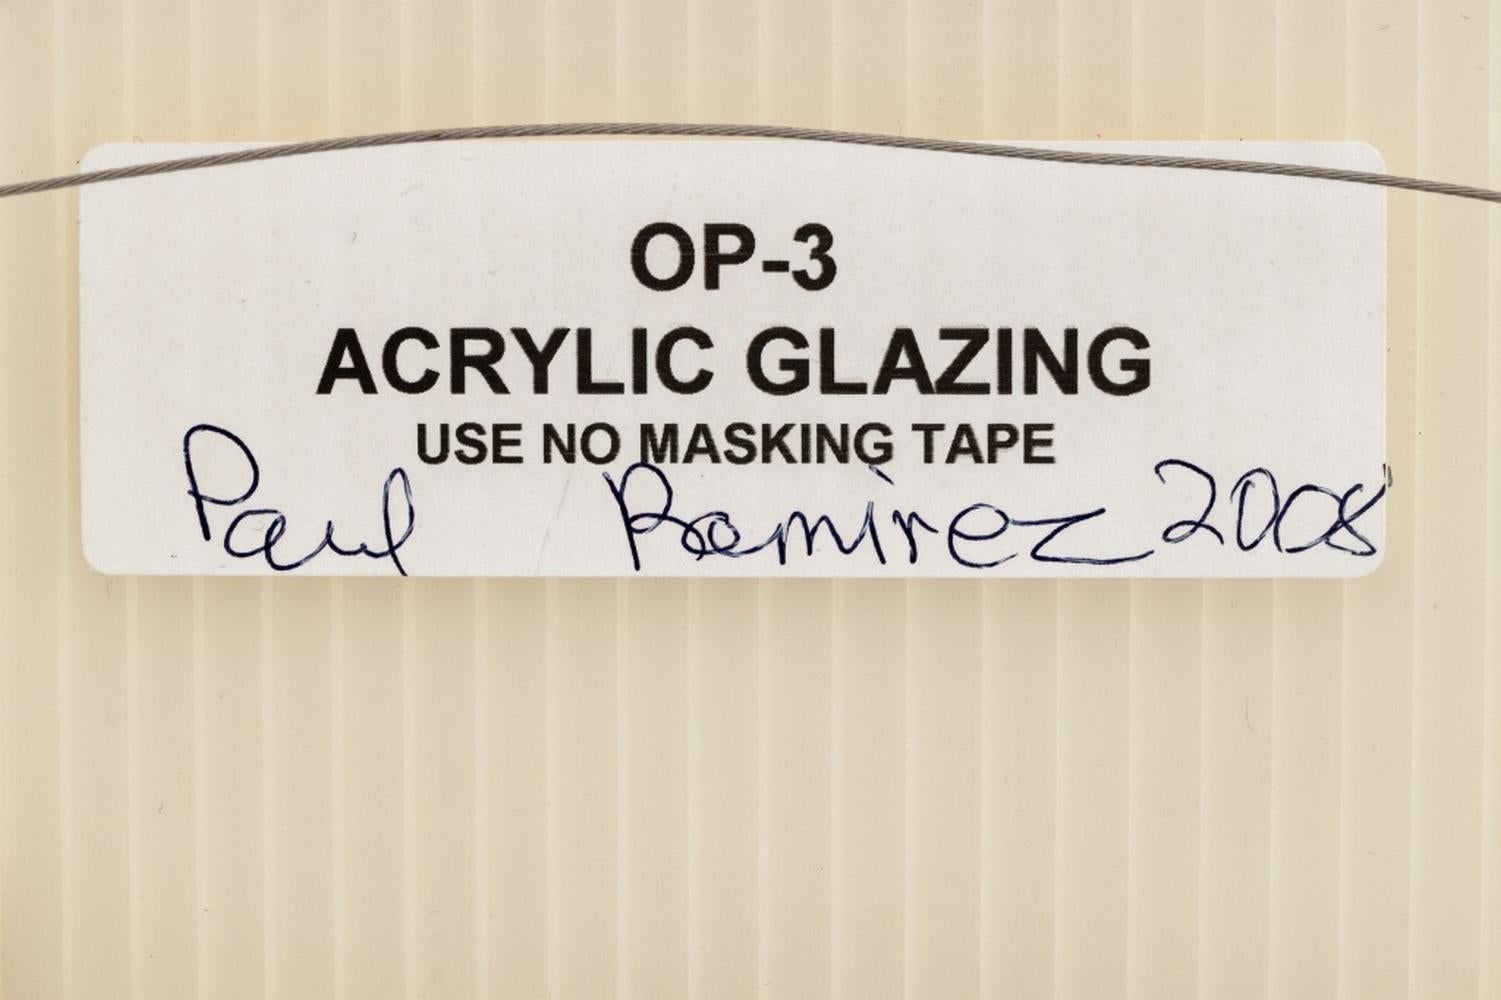 OP-3
ACRYLIC GLAZING
USE NO MASKING TAPE
Paul Ramirez 2008